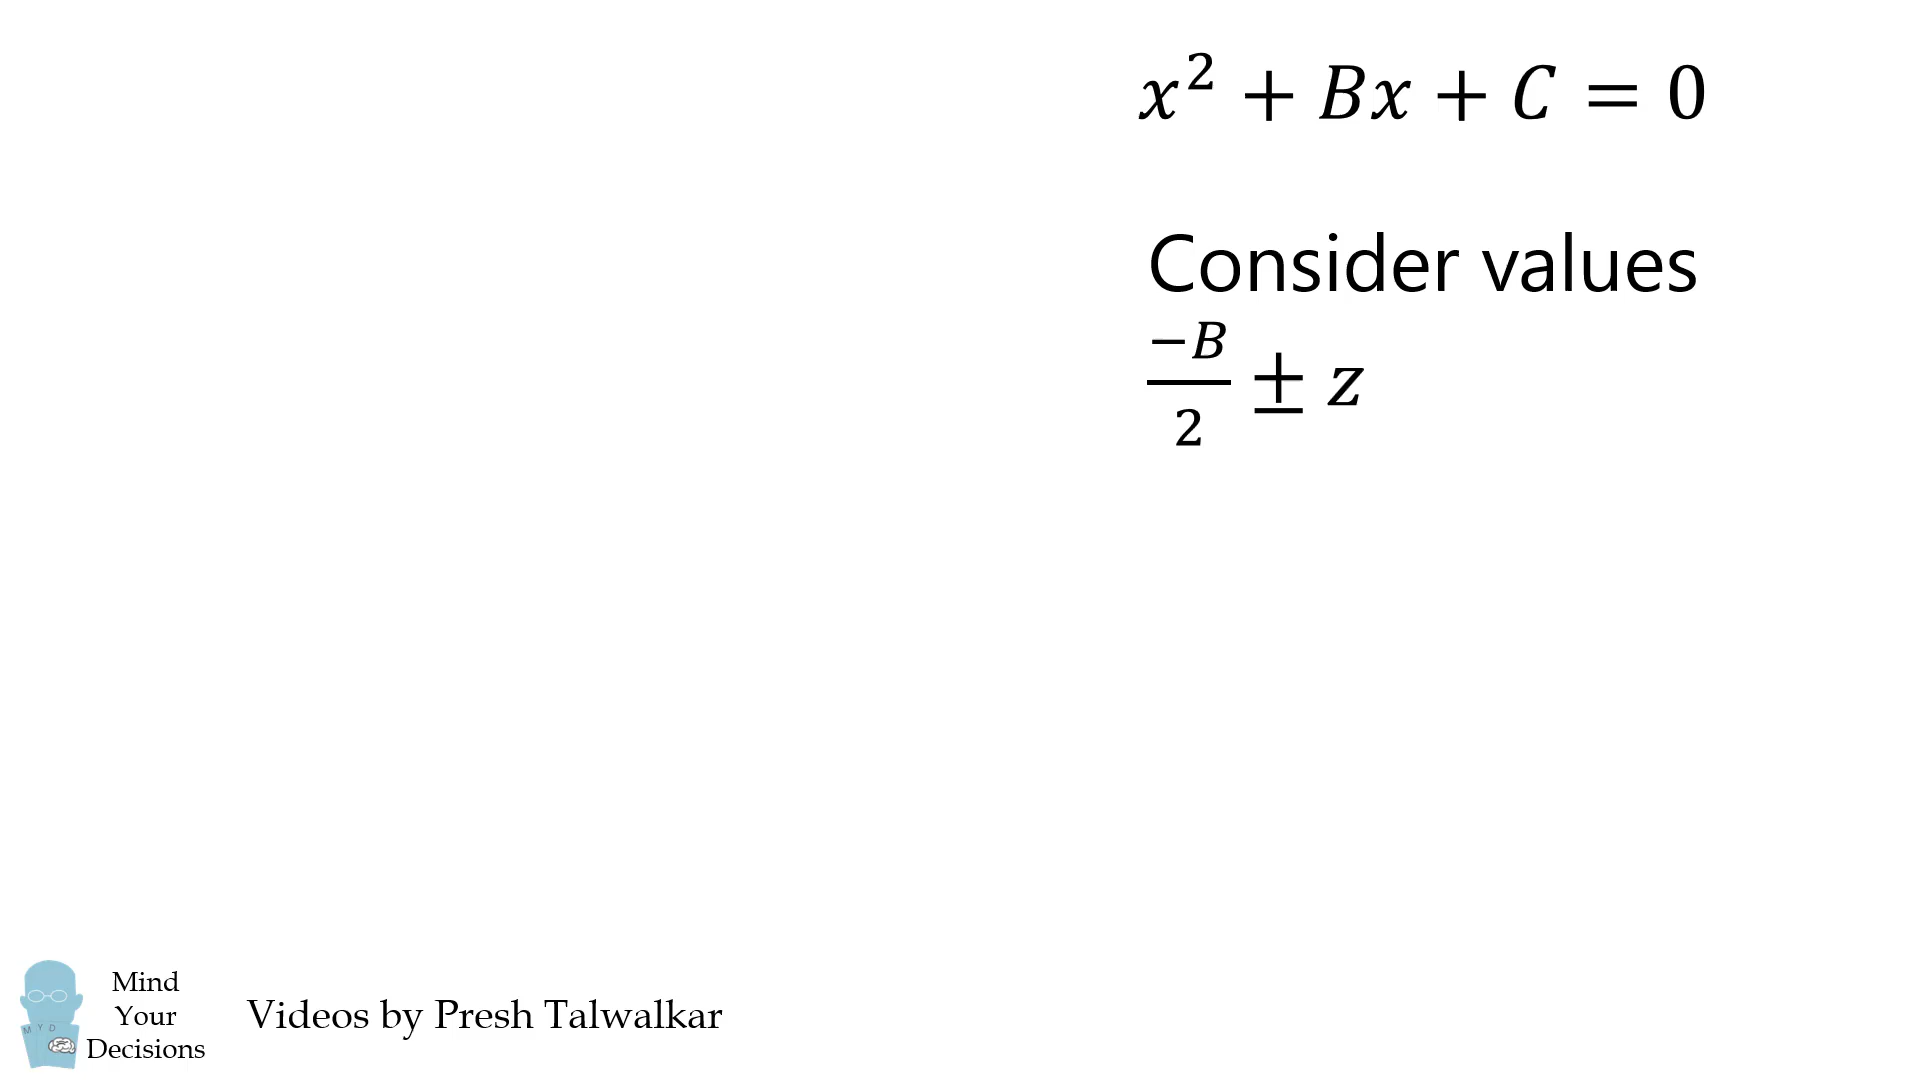 x² + Bx + C = 0
Consider values
−B/2 ± z
Mind
Your
Decisions
Videos by Presh Talwalkar
M Y D